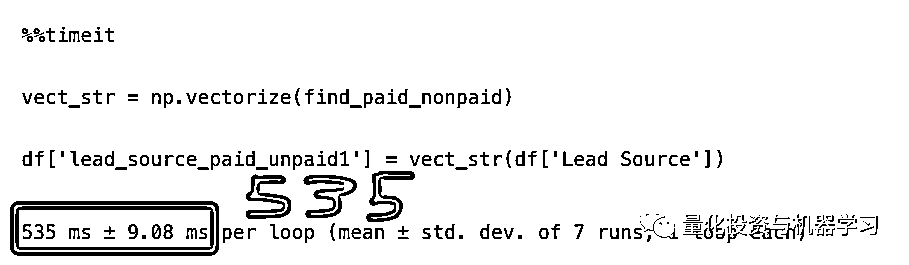 %%timeit
vect_str = np.vectorize(find_paid_nonpaid)
df['lead_source_paid_unpaid1'] = vect_str(df['Lead Source'])
535
535 ms ± 9.08 ms per loop (mean ± std. dev. of 7 runs, 1 loop each)
量化投资与机器学习